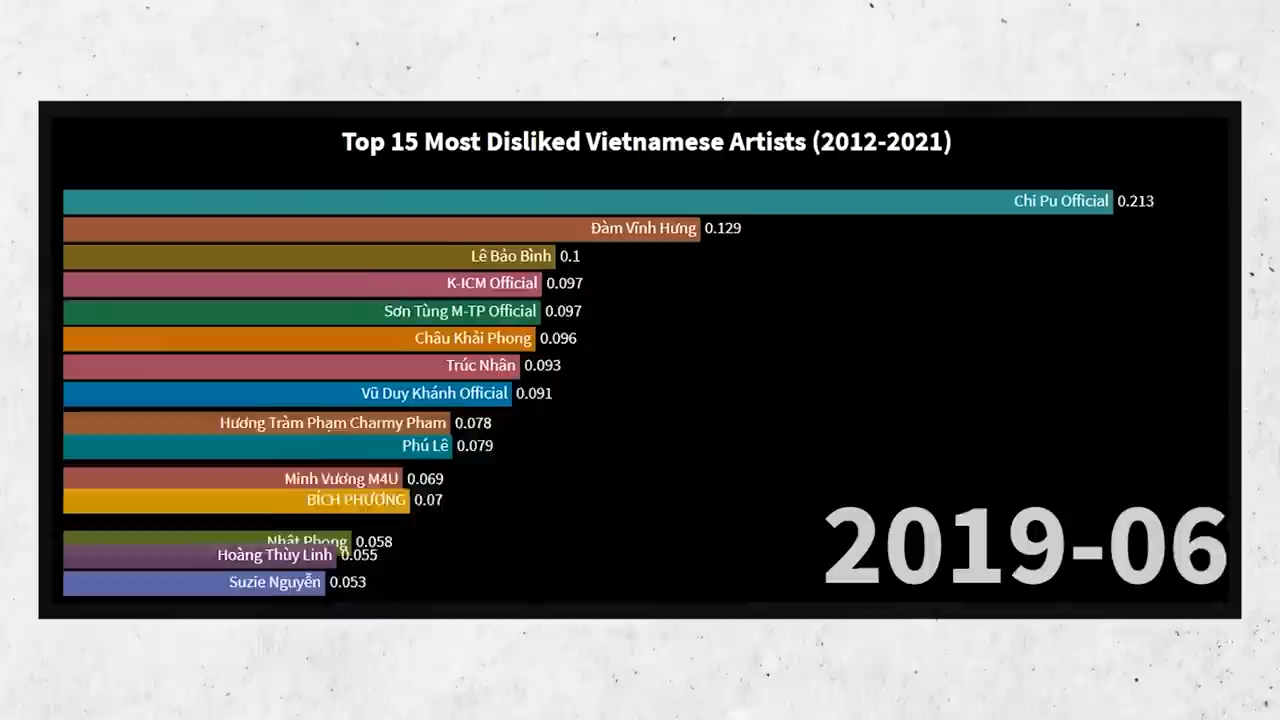 Top 15 Most Disliked Vietnamese Artists (2012-2021)
Chi Pu Official 0.213
Đàm Vĩnh Hưng 0.129
Lê Bảo Bình 0.1
K-ICM Official 0.097
Sơn Tùng M-TP Official 0.097
Châu Khải Phong 0.096
Trúc Nhân 0.093
Vũ Duy Khánh Official 0.091
Hương Tràm Phạm Charmy Pham 0.078
Phú Lê 0.079
Minh Vương M4U 0.069
BÍCH PHƯƠNG 0.07
Nhật Phong 0.058
Hoàng Thùy Linh 0.055
Suzie Nguyễn 0.053
2019-06